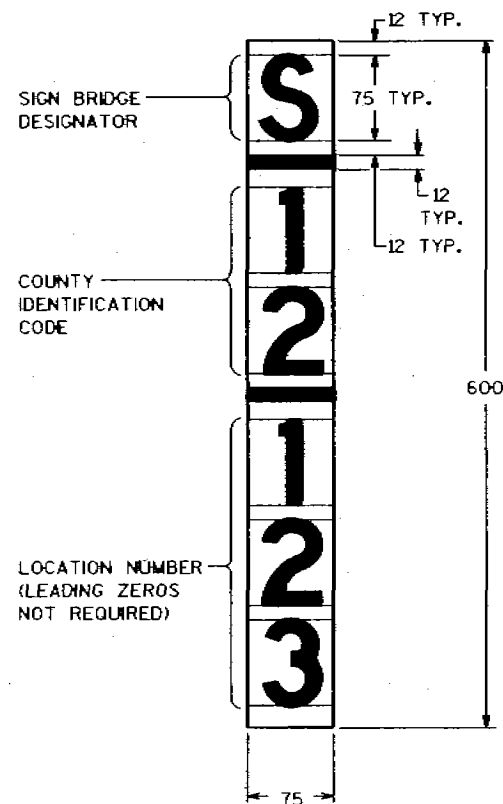 12 TYP.
S
SIGN BRIDGE
DESIGNATOR
75 TYP.
12
TYP.
12 TYP.
1
COUNTY
IDENTIFICATION
CODE
2
600
1
LOCATION NUMBER
(LEADING ZEROS
NOT REQUIRED)
2
3
75